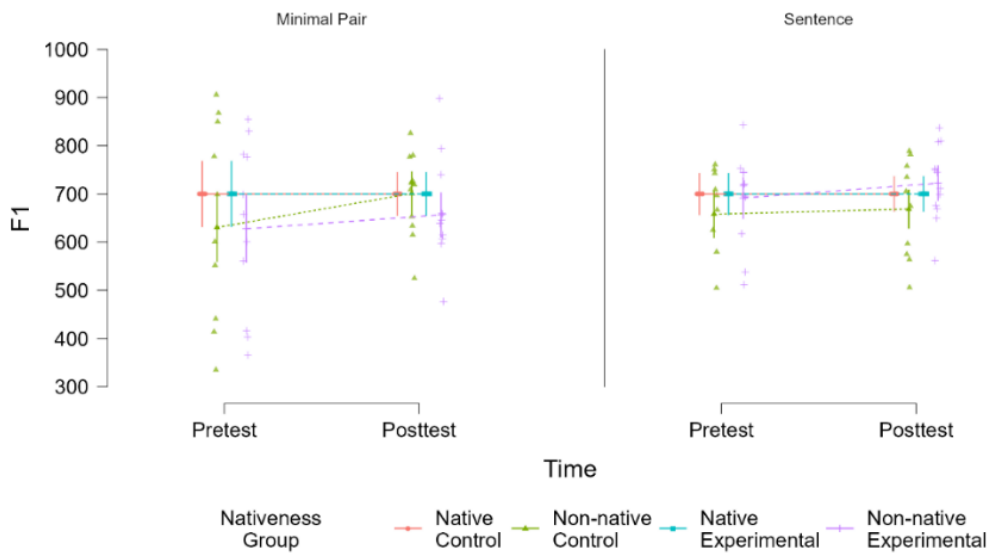 Minimal Pair
Sentence
1000
900
800
700
600
500
400
300
F1
Pretest
Posttest
Pretest
Posttest
Time
Nativeness
Group
Native
Control
Non-native
Control
Native
Experimental
Non-native
Experimental